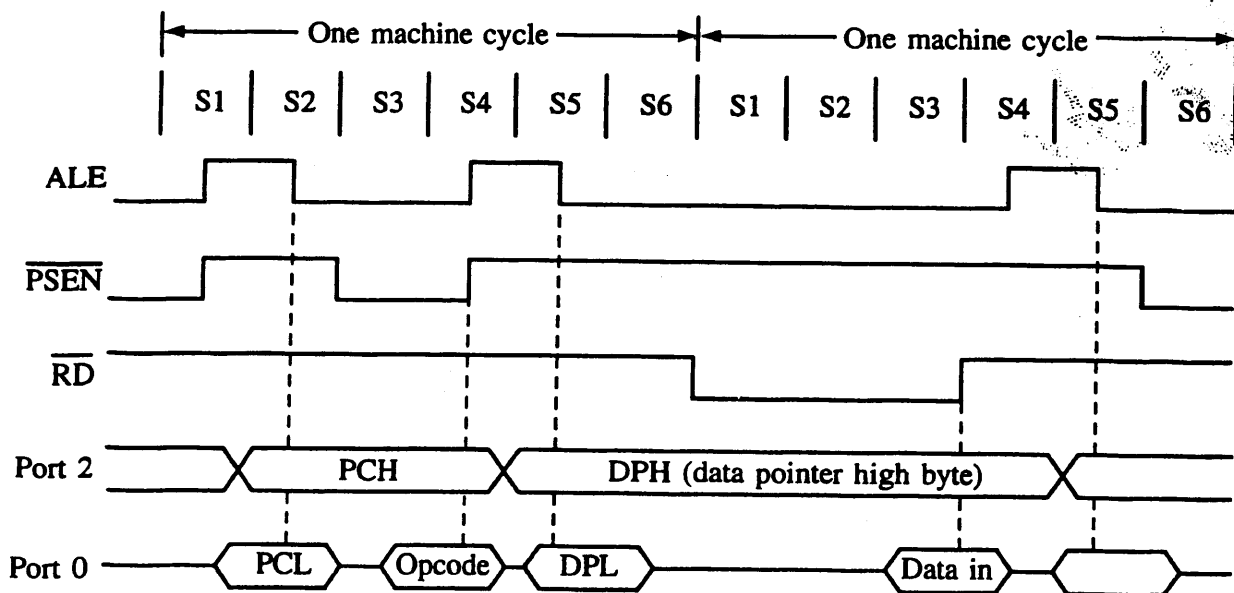 One machine cycle One machine cycle
S1 S2 S3 S4 S5 S6 S1 S2 S3 S4 S5 S6
ALE
PSEN
RD
Port 2 PCH DPH (data pointer high byte)
Port 0 PCL Opcode DPL Data in